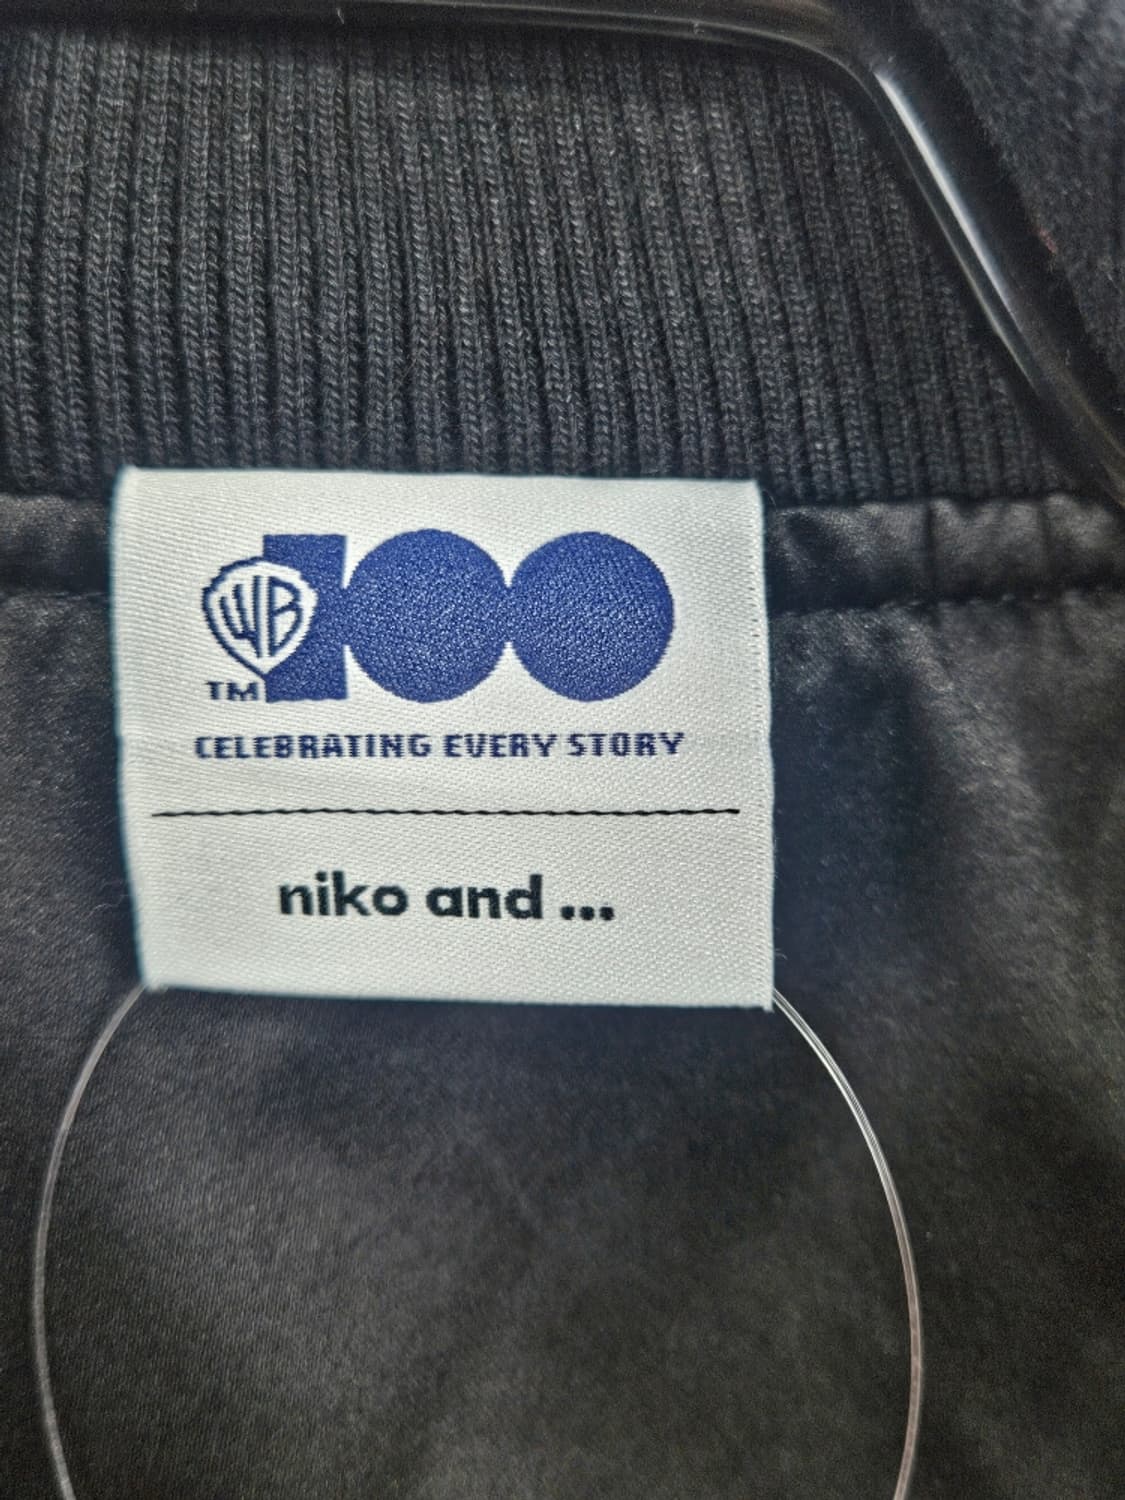 WB 100
TM
CELEBRATING EVERY STORY
niko and ...